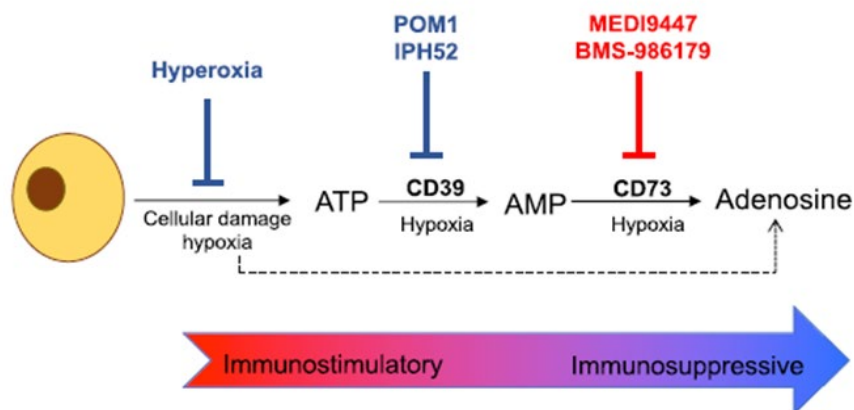 POM1
IPH52
MEDI9447
BMS-986179
Hyperoxia
ATP
CD39
AMP
CD73
Adenosine
Cellular damage
hypoxia
Hypoxia
Hypoxia
Immunostimulatory
Immunosuppressive